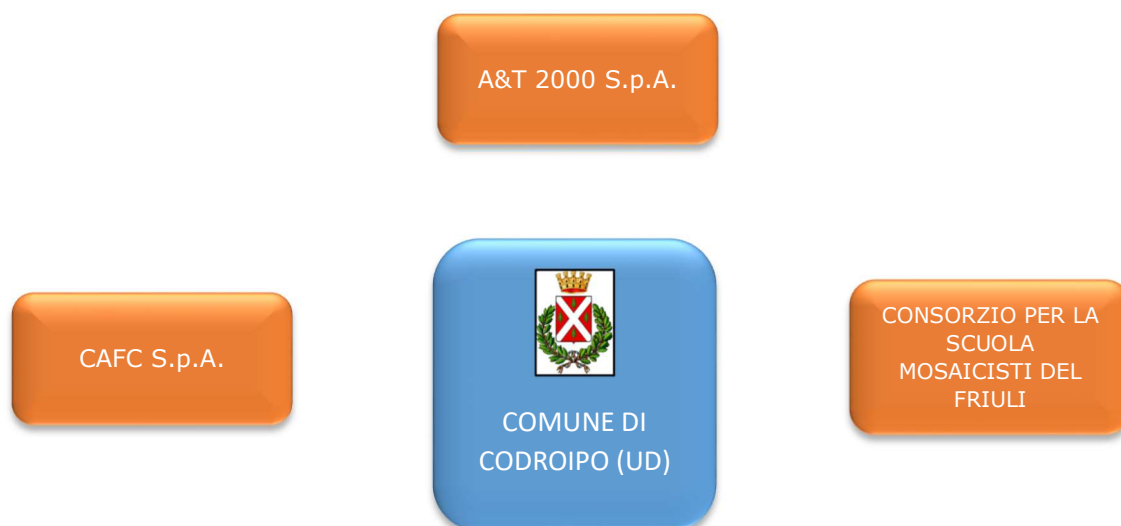 A&T 2000 S.p.A.
CAFC S.p.A.
COMUNE DI
CODROIPO (UD)
CONSORZIO PER LA
SCUOLA
MOSAICISTI DEL
FRIULI